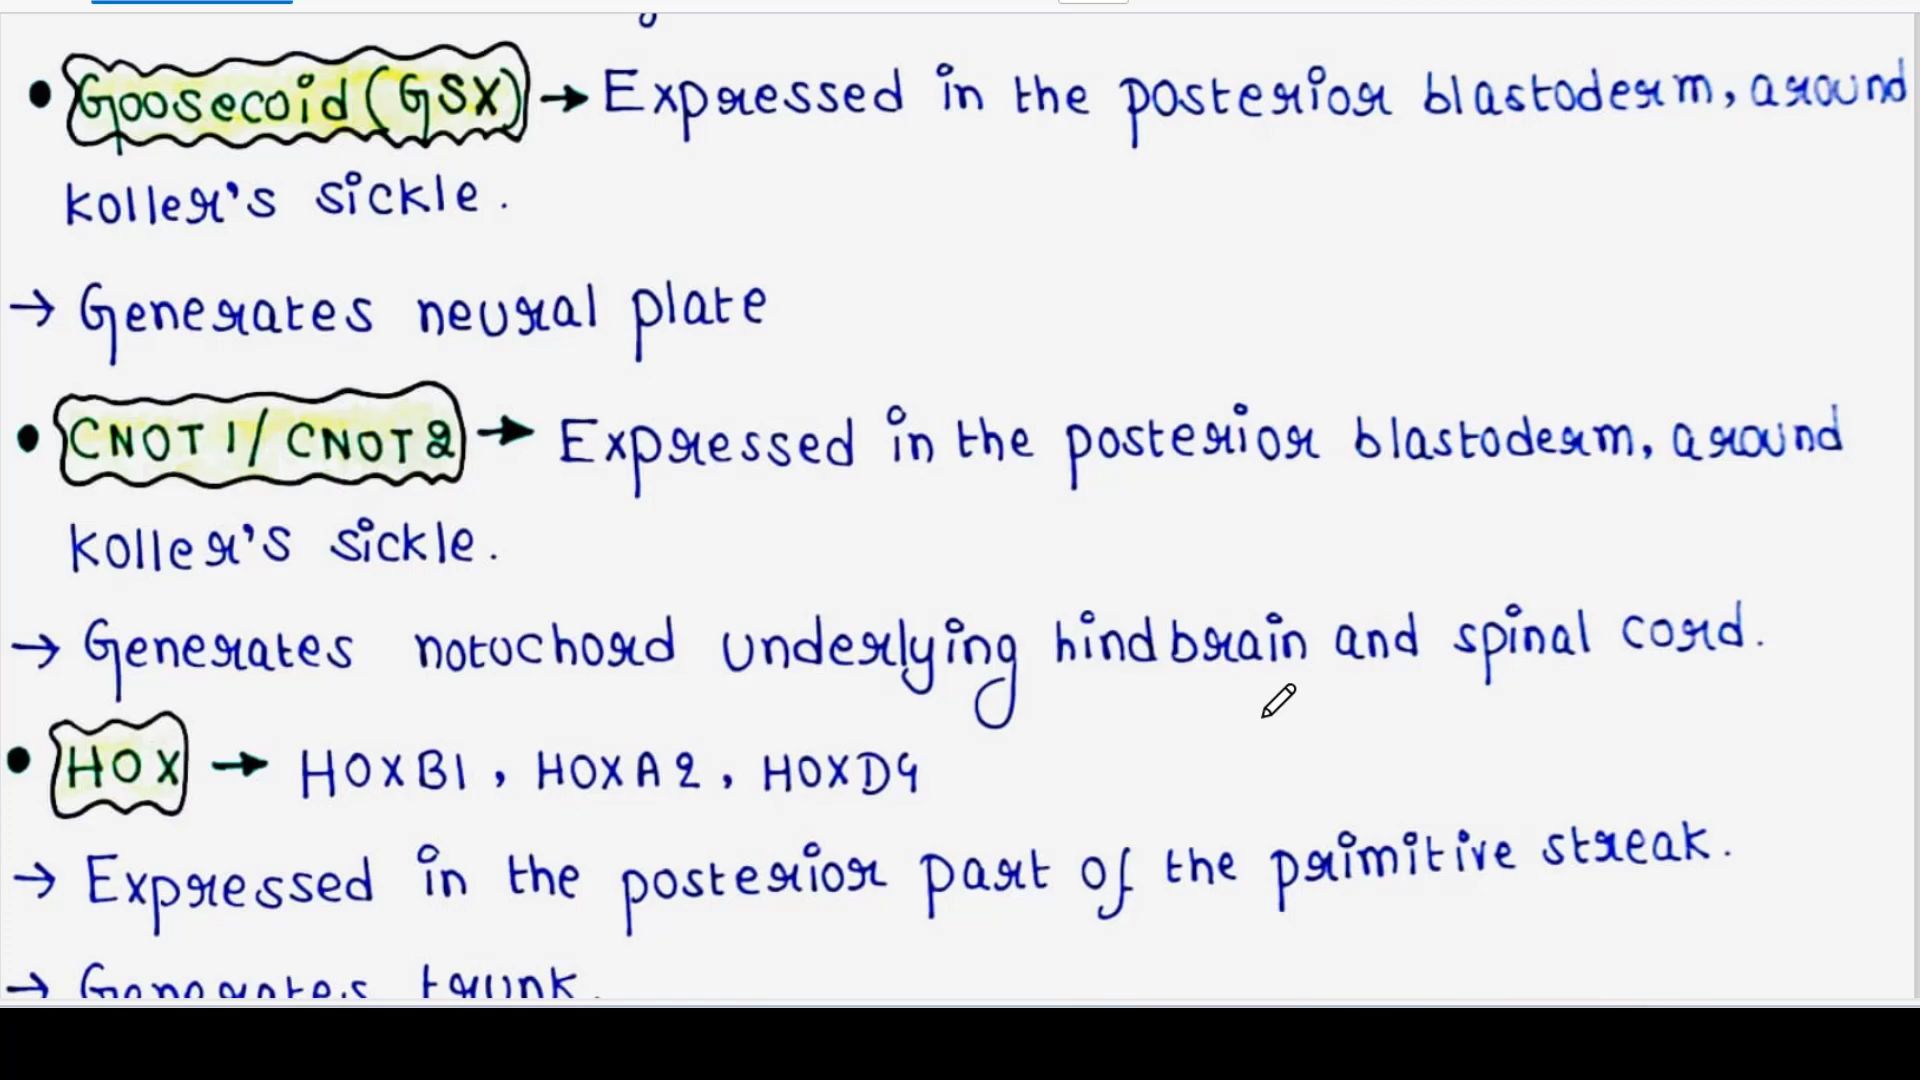 • Goosecoid (GSX) → Expressed in the posterior blastoderm, around
koller's sickle.
→ Generates neural plate
• CNOT1/CNOT2 → Expressed in the posterior blastoderm, around
koller's sickle.
→ Generates notochord underlying hindbrain and spinal cord.
• HOX → HOXB1, HOXA2, HOXD4
→ Expressed in the posterior part of the primitive streak.
→ Generates trunk.